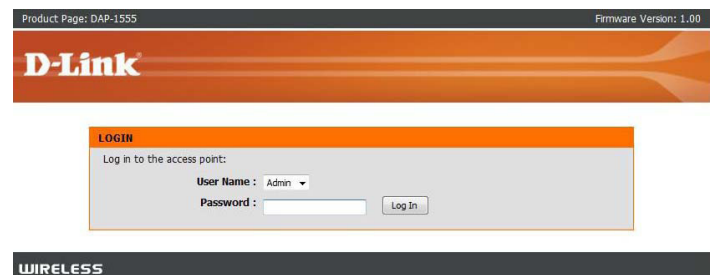 Product Page: DAP-1555 Firmware Version: 1.00
D-Link
LOGIN
Log in to the access point:
User Name : Admin
Password : Log In
WIRELESS